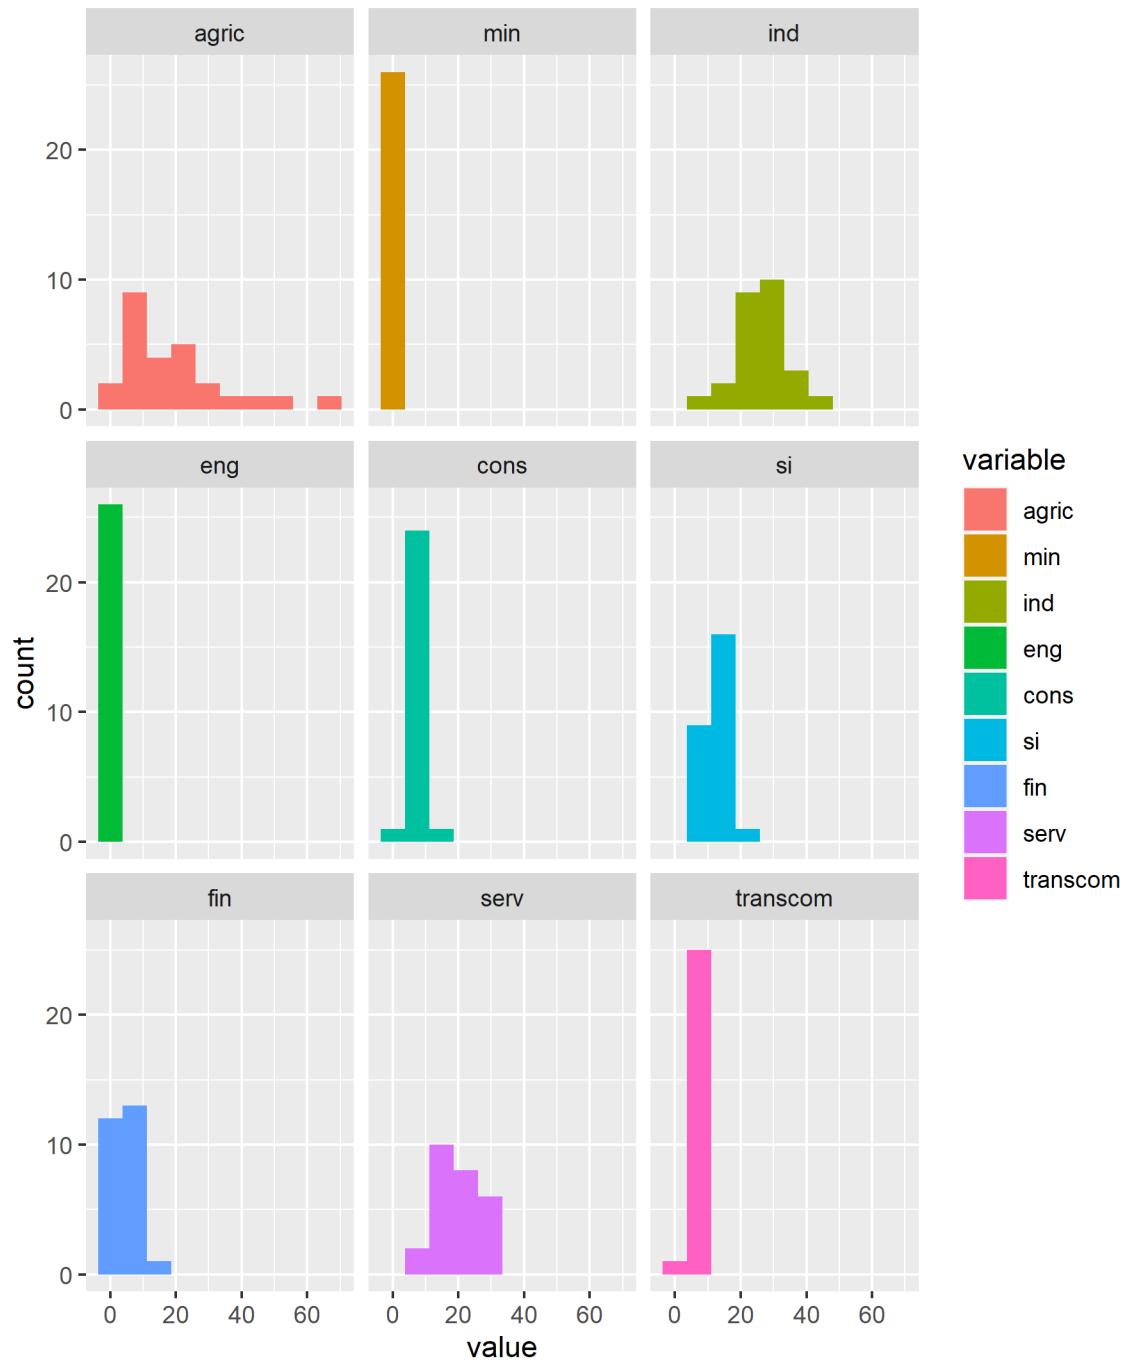 agric min ind
20
10
0
eng cons si
20
10
0
count
fin serv transcom
20
10
0
0 20 40 60 0 20 40 60 0 20 40 60
value
variable
agric
min
ind
eng
cons
si
fin
serv
transcom